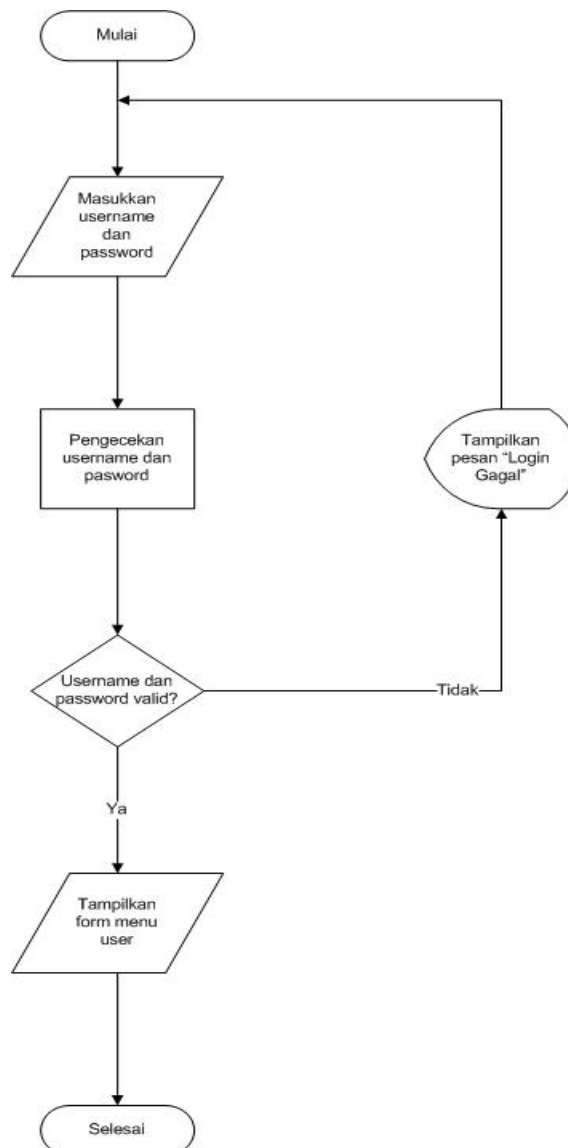 Mulai
Masukkan
username
dan
password
Pengecekan
username dan
pasword
Tampilkan
pesan “Login
Gagal”
Username dan
password valid?
Tidak
Ya
Tampilkan
form menu
user
Selesai